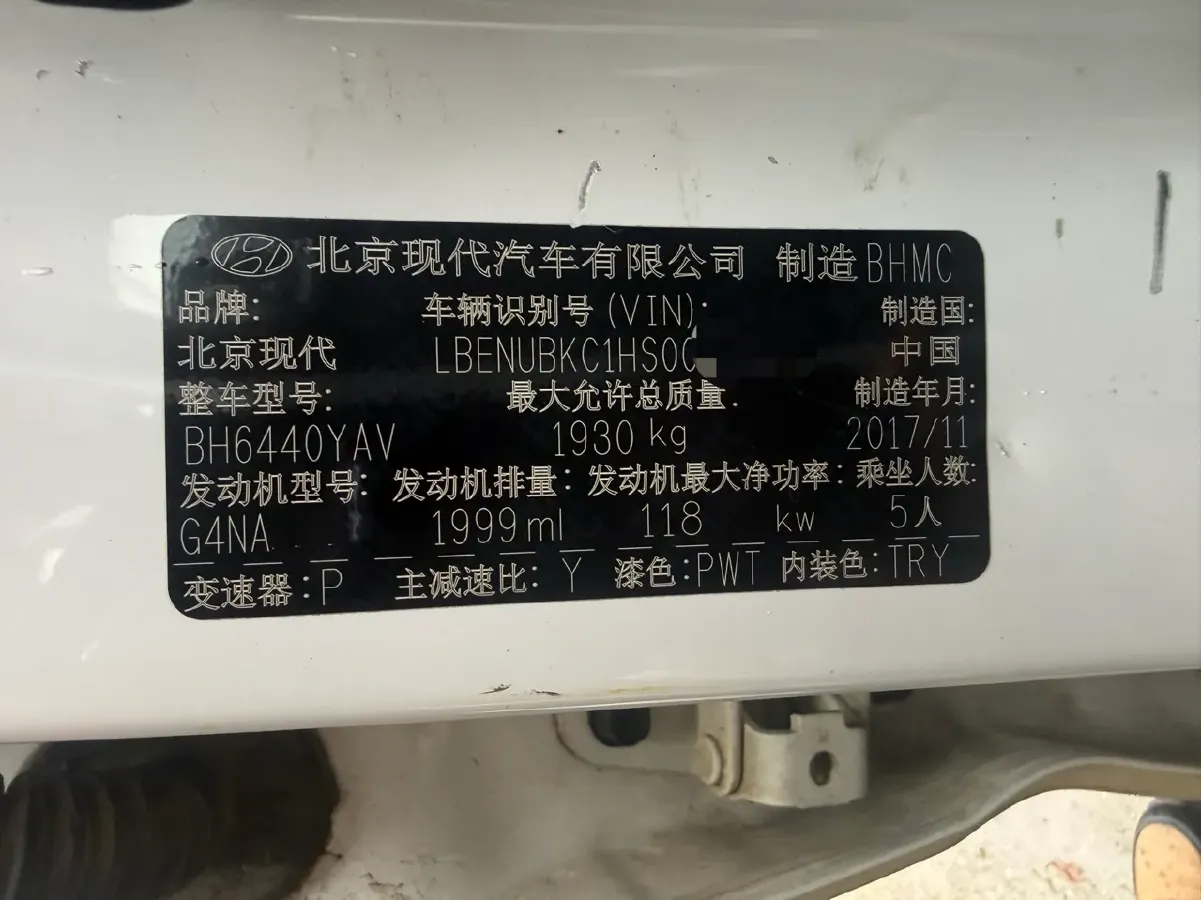 北京现代汽车有限公司 制造 BHMC
品牌: 车辆识别号(VIN): 制造国:
北京现代 LBENUBKC1HS0 中国
整车型号: 最大允许总质量: 制造年月:
BH6440YAV 1930 kg 2017/11
发动机型号: 发动机排量: 发动机最大净功率: 乘坐人数:
G4NA 1999ml 118 kw 5人
变速器:P 主减速比: Y 漆色:PWT 内装色:TRY